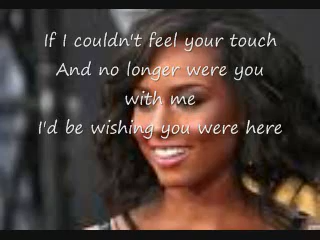 If I couldn't feel your touch
And no longer were you
with me
I'd be wishing you were here